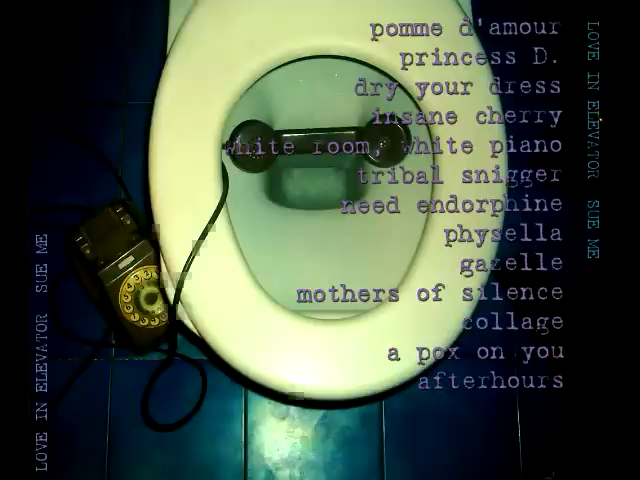 pomme d'amour
princess D.
dry your dress
insane cherry
white room, white piano
tribal snigger
need endorphine
physella
gazelle
mothers of silence
collage
a pox on you
afterhours
LOVE IN ELEVATOR SUE ME
LOVE IN ELEVATOR SUE ME